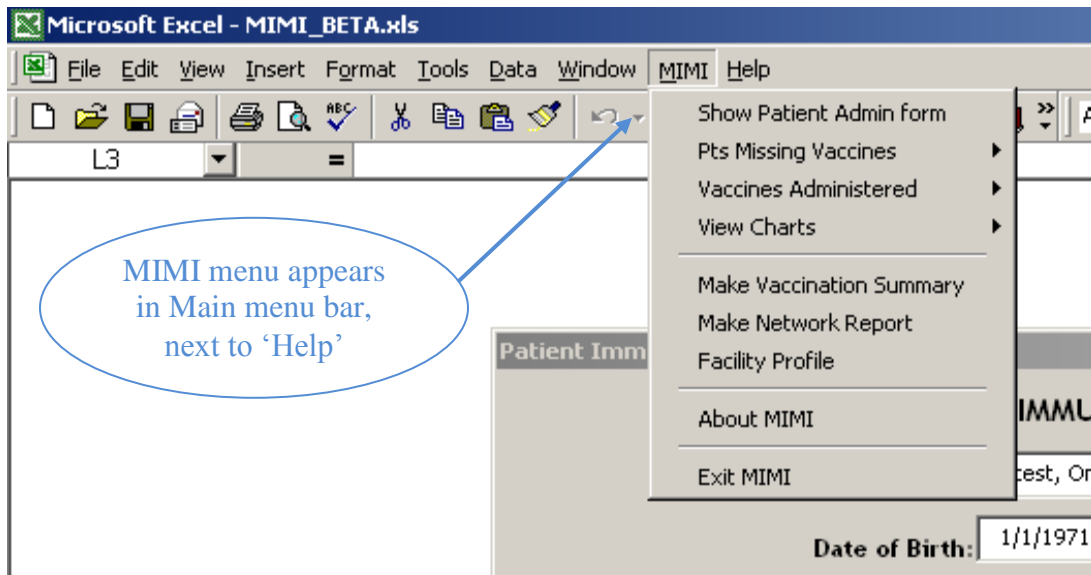 Microsoft Excel - MIMI_BETA.xls
File Edit View Insert Format Tools Data Window MIMI Help
ABC
L3 =
Show Patient Admin form
Pts Missing Vaccines
Vaccines Administered
View Charts
Make Vaccination Summary
Make Network Report
Facility Profile
About MIMI
Exit MIMI
MIMI menu appears
in Main menu bar,
next to ‘Help’
Patient Imm
IMMU
test, Or
Date of Birth: 1/1/1971